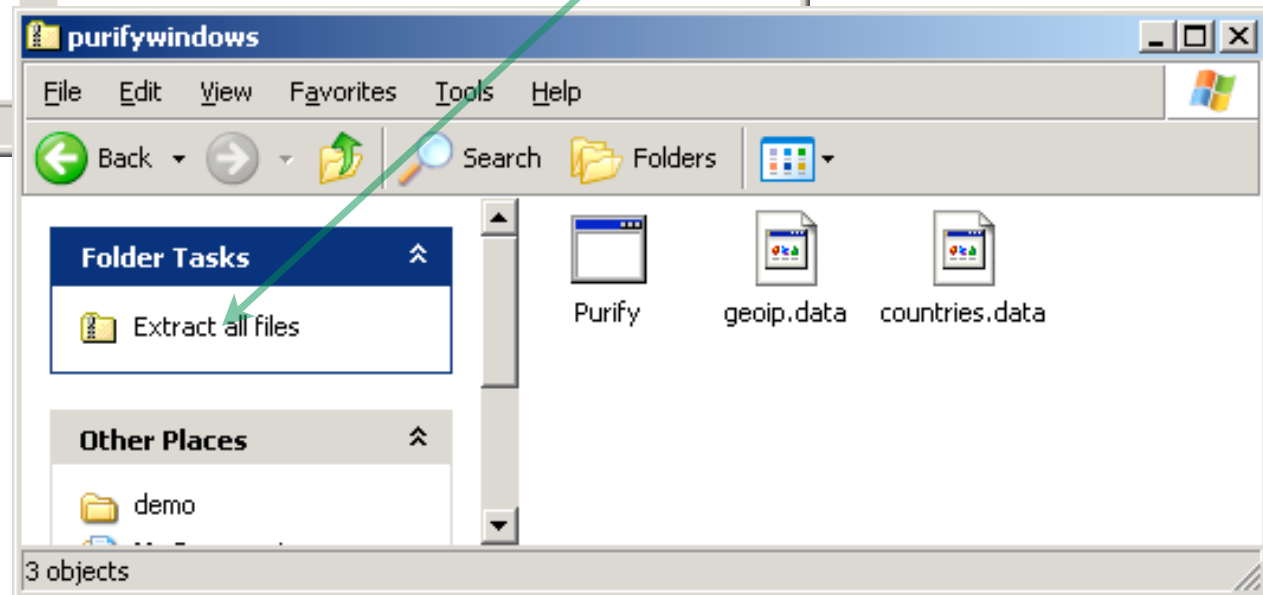 purifywindows
File Edit View Favorites Tools Help
Back Search Folders
Folder Tasks
Extract all files
Other Places
demo
Purify geoip.data countries.data
3 objects